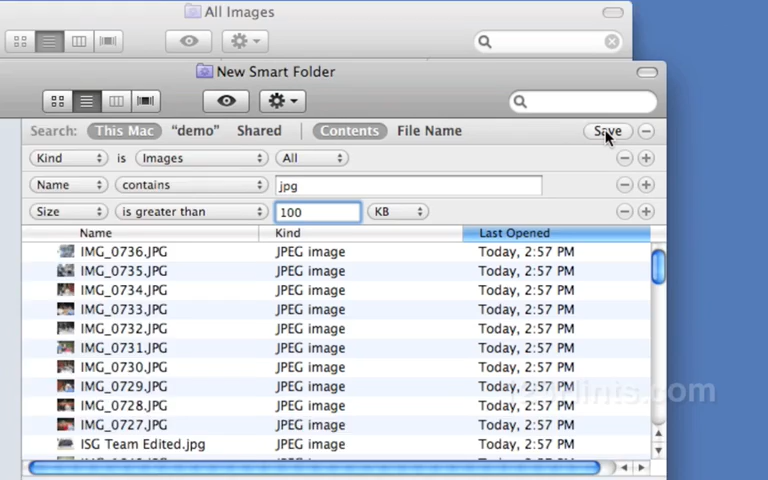 All Images
New Smart Folder
Search: This Mac "demo" Shared Contents File Name Save
Kind is Images All
Name contains jpg
Size is greater than 100 KB
Name Kind Last Opened
IMG_0736.JPG JPEG image Today, 2:57 PM
IMG_0735.JPG JPEG image Today, 2:57 PM
IMG_0734.JPG JPEG image Today, 2:57 PM
IMG_0733.JPG JPEG image Today, 2:57 PM
IMG_0732.JPG JPEG image Today, 2:57 PM
IMG_0731.JPG JPEG image Today, 2:57 PM
IMG_0730.JPG JPEG image Today, 2:57 PM
IMG_0729.JPG JPEG image Today, 2:57 PM
IMG_0728.JPG JPEG image Today, 2:57 PM
IMG_0727.JPG JPEG image Today, 2:57 PM
ISG Team Edited.jpg JPEG image Today, 2:57 PM